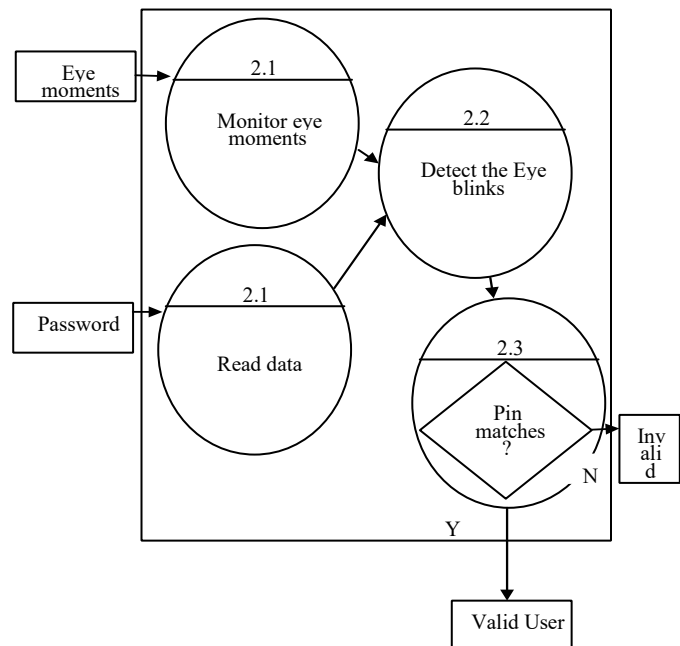 Eye
moments
2.1
Monitor eye
moments
2.2
Detect the Eye
blinks
Password
2.1
Read data
2.3
Pin
matches
?
N
Inv
ali
d
Y
Valid User